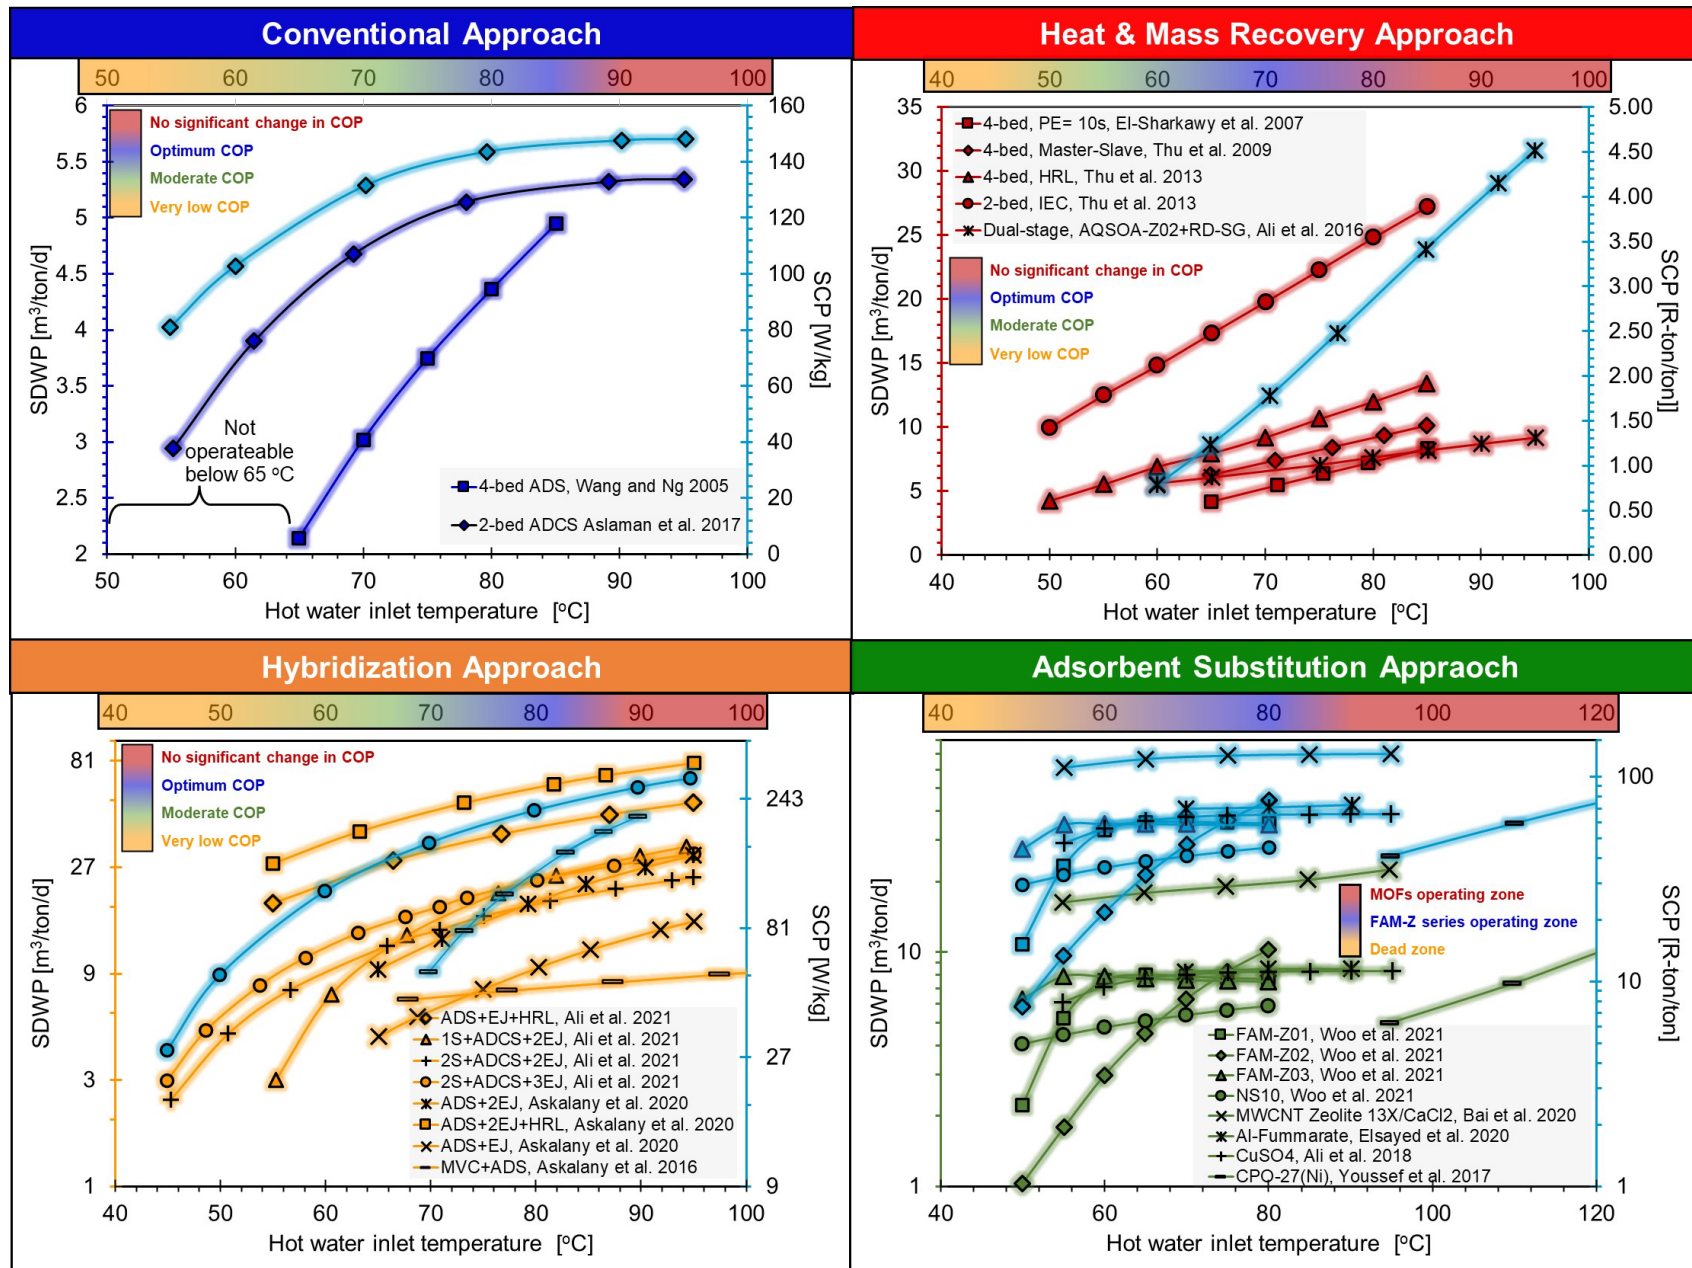 Conventional Approach
50 60 70 80 90 100
6
5.5
5
4.5
4
3.5
3
2.5
2
SDWP [m³/ton/d]
No significant change in COP
Optimum COP
Moderate COP
Very low COP
Not
operateable
below 65 ºC
4-bed ADS, Wang and Ng 2005
2-bed ADCS Aslaman et al. 2017
160
140
120
100
80
60
40
20
0
SCP [W/kg]
50 60 70 80 90 100
Hot water inlet temperature [ºC]
Heat & Mass Recovery Approach
40 50 60 70 80 90 100
35
30
25
20
15
10
5
0
SDWP [m³/ton/d]
4-bed, PE= 10s, El-Sharkawy et al. 2007
4-bed, Master-Slave, Thu et al. 2009
4-bed, HRL, Thu et al. 2013
2-bed, IEC, Thu et al. 2013
Dual-stage, AQSOA-Z02+RD-SG, Ali et al. 2016
No significant change in COP
Optimum COP
Moderate COP
Very low COP
5.00
4.50
4.00
3.50
3.00
2.50
2.00
1.50
1.00
0.50
0.00
SCP [R-ton/ton]]
40 50 60 70 80 90 100
Hot water inlet temperature [ºC]
Hybridization Approach
40 50 60 70 80 90 100
81
27
9
3
1
SDWP [m³/ton/d]
No significant change in COP
Optimum COP
Moderate COP
Very low COP
ADS+EJ+HRL, Ali et al. 2021
1S+ADCS+2EJ, Ali et al. 2021
2S+ADCS+2EJ, Ali et al. 2021
2S+ADCS+3EJ, Ali et al. 2021
ADS+2EJ, Askalany et al. 2020
ADS+2EJ+HRL, Askalany et al. 2020
ADS+EJ, Askalany et al. 2020
MVC+ADS, Askalany et al. 2016
243
81
27
9
SCP [W/kg]
40 50 60 70 80 90 100
Hot water inlet temperature [ºC]
Adsorbent Substitution Appraoch
40 60 80 100 120
100
10
1
SDWP [m³/ton/d]
MOFs operating zone
FAM-Z series operating zone
Dead zone
FAM-Z01, Woo et al. 2021
FAM-Z02, Woo et al. 2021
FAM-Z03, Woo et al. 2021
NS10, Woo et al. 2021
MWCNT Zeolite 13X/CaCl2, Bai et al. 2020
Al-Fummarate, Elsayed et al. 2020
CuSO4, Ali et al. 2018
CPO-27(Ni), Youssef et al. 2017
10
1
SCP [R-ton/ton]
40 60 80 100 120
Hot water inlet temperature [ºC]